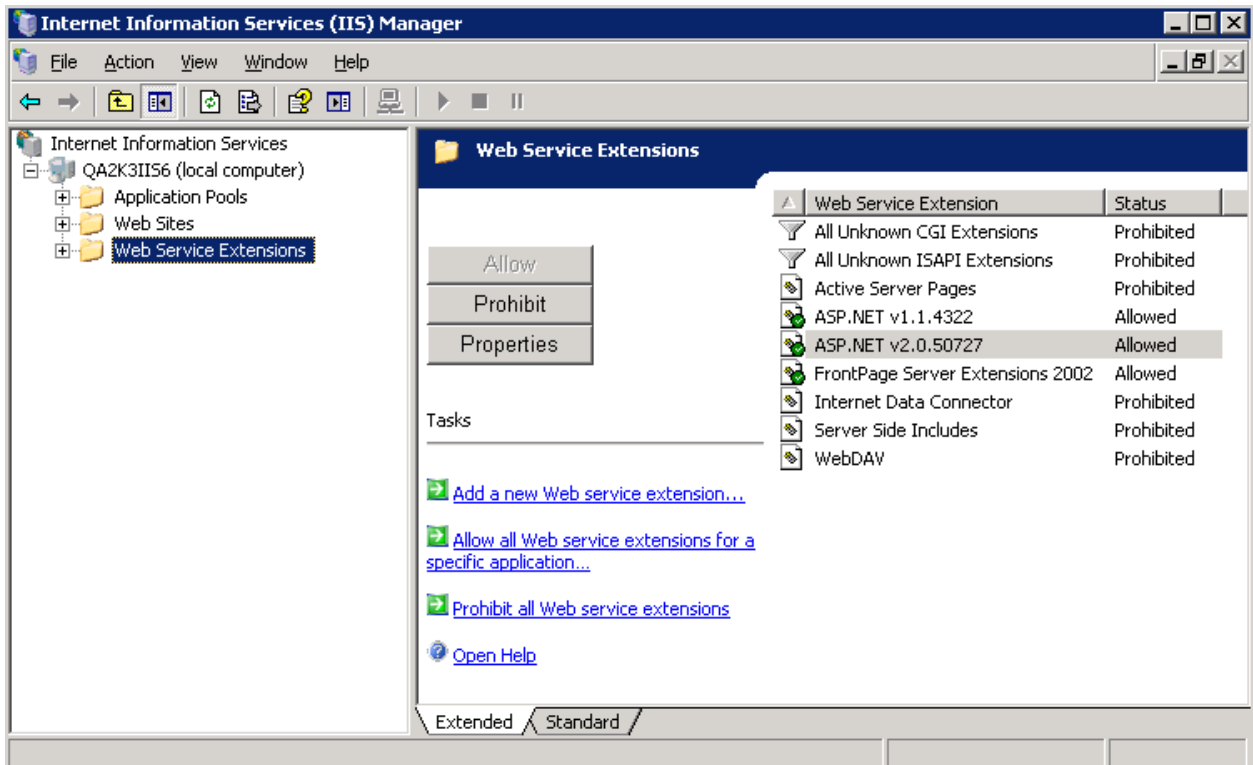 Internet Information Services (IIS) Manager
File Action View Window Help
Internet Information Services
QA2K3IIS6 (local computer)
Application Pools
Web Sites
Web Service Extensions
Web Service Extensions
Allow
Prohibit
Properties
Tasks
Add a new Web service extension...
Allow all Web service extensions for a
specific application...
Prohibit all Web service extensions
Open Help
Web Service Extension Status
All Unknown CGI Extensions Prohibited
All Unknown ISAPI Extensions Prohibited
Active Server Pages Prohibited
ASP.NET v1.1.4322 Allowed
ASP.NET v2.0.50727 Allowed
FrontPage Server Extensions 2002 Allowed
Internet Data Connector Prohibited
Server Side Includes Prohibited
WebDAV Prohibited
Extended Standard